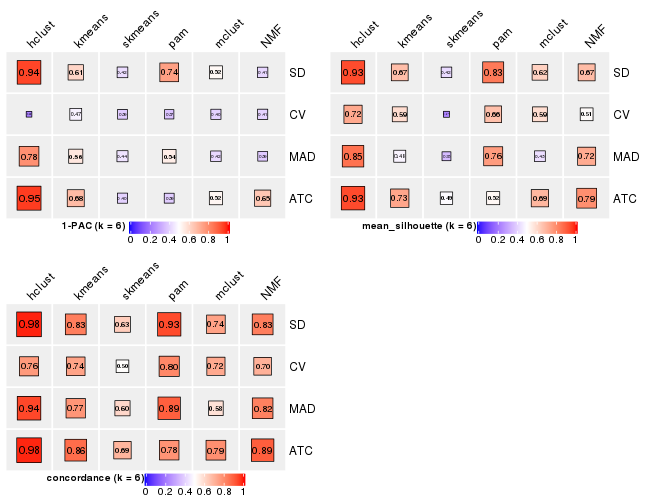 hclust kmeans skmeans pam mclust NMF
0.94 0.61 0.74 0.52 SD
0.47 CV
0.78 0.56 0.44 0.54 MAD
0.95 0.68 0.52 0.65 ATC
1-PAC (k = 6)
0 0.2 0.4 0.6 0.8 1
hclust kmeans skmeans pam mclust NMF
0.93 0.67 0.83 0.62 0.67 SD
0.72 0.59 0.66 0.59 0.51 CV
0.85 0.76 0.72 MAD
0.93 0.73 0.49 0.52 0.69 0.79 ATC
mean_silhouette (k = 6)
0 0.2 0.4 0.6 0.8 1
hclust kmeans skmeans pam mclust NMF
0.98 0.83 0.63 0.93 0.74 0.83 SD
0.76 0.74 0.50 0.80 0.72 0.70 CV
0.94 0.77 0.60 0.89 0.58 0.82 MAD
0.98 0.86 0.69 0.78 0.79 0.89 ATC
concordance (k = 6)
0 0.2 0.4 0.6 0.8 1